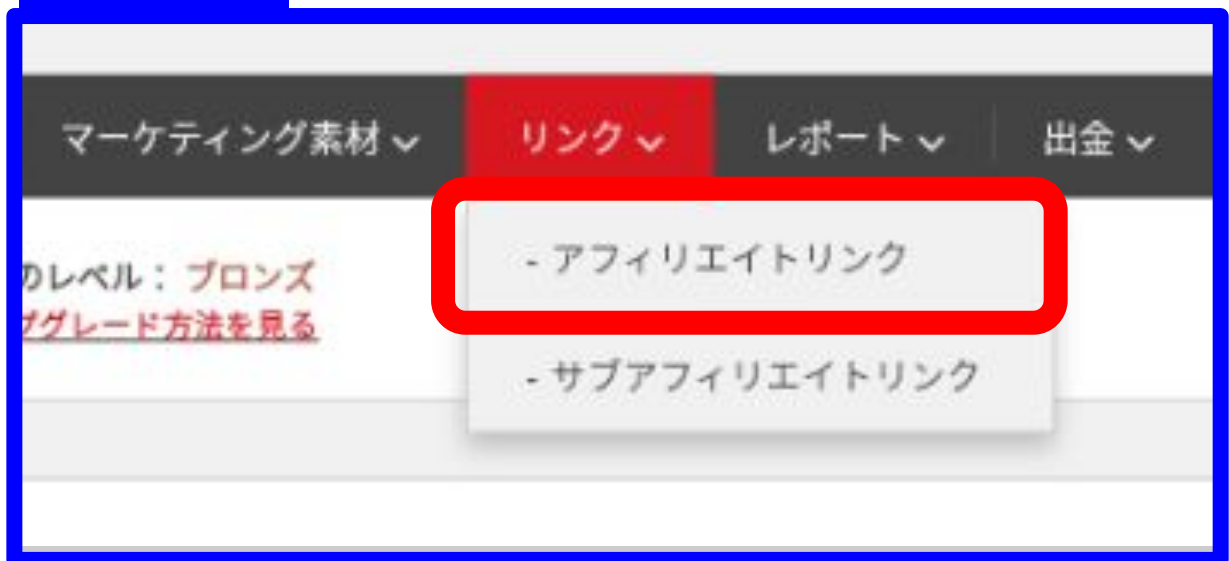 マーケティング素材 リンク レポート 出金
のレベル： ブロンズ
- アフィリエイトリンク
グレード方法を見る
- サブアフィリエイトリンク